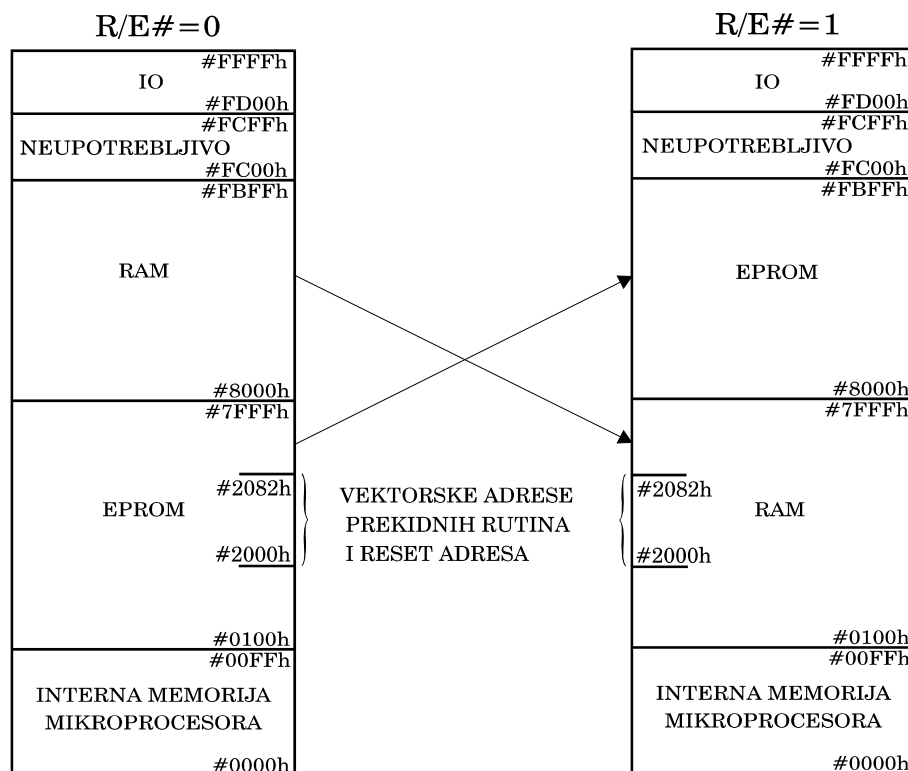 R/E#=0
#FFFFh
IO
#FD00h
#FCFFh
NEUPOTREBLJIVO
#FC00h
#FBFFh
RAM
#8000h
#7FFFh
#2082h
EPROM
#2000h
#0100h
#00FFh
INTERNA MEMORIJA
MIKROPROCESORA
#0000h
VEKTORSKE ADRESE
PREKIDNIH RUTINA
I RESET ADRESA
R/E#=1
#FFFFh
IO
#FD00h
#FCFFh
NEUPOTREBLJIVO
#FC00h
#FBFFh
EPROM
#8000h
#7FFFh
#2082h
RAM
#2000h
#0100h
#00FFh
INTERNA MEMORIJA
MIKROPROCESORA
#0000h